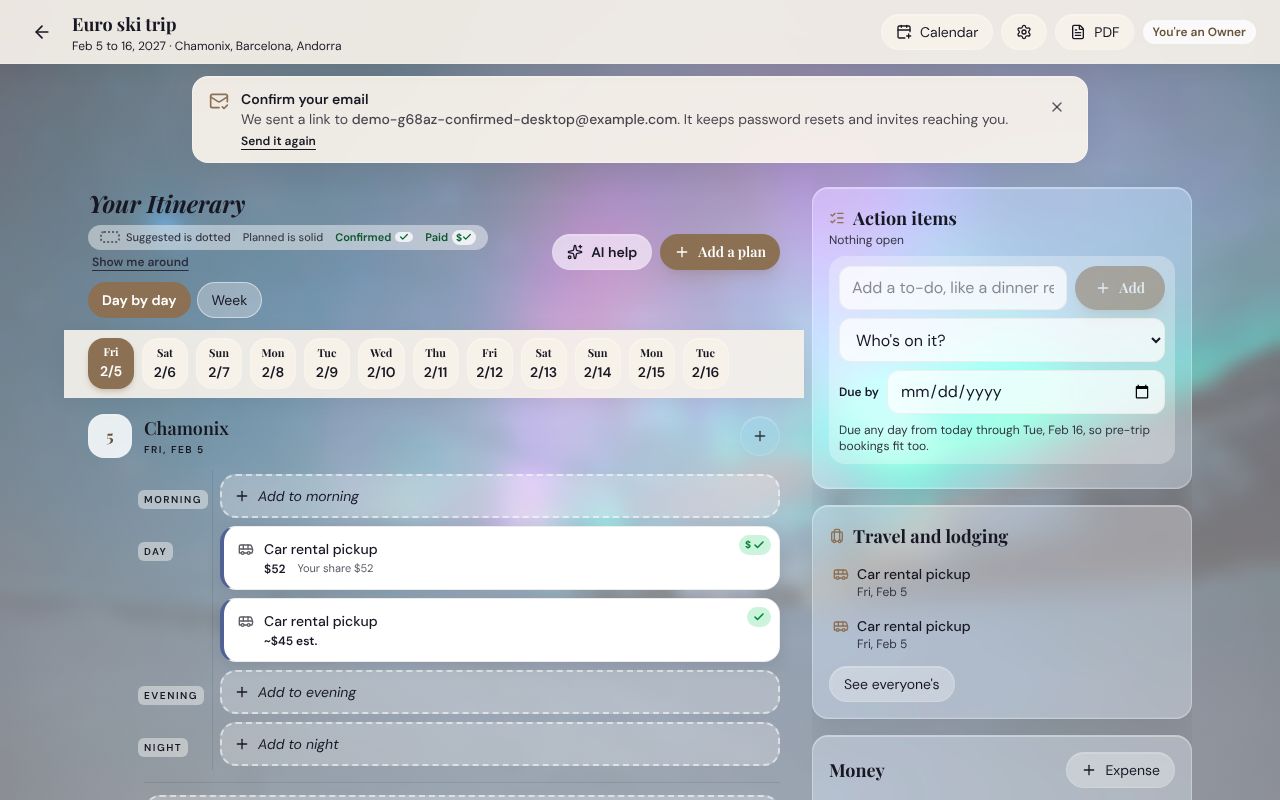 Euro ski trip
Feb 5 to 16, 2027 · Chamonix, Barcelona, Andorra
Calendar
PDF
You're an Owner
Confirm your email
We sent a link to demo-g68az-confirmed-desktop@example.com. It keeps password resets and invites reaching you.
Send it again
Your Itinerary
Suggested is dotted Planned is solid Confirmed Paid $
Show me around
AI help
Add a plan
Day by day
Week
Fri 2/5
Sat 2/6
Sun 2/7
Mon 2/8
Tue 2/9
Wed 2/10
Thu 2/11
Fri 2/12
Sat 2/13
Sun 2/14
Mon 2/15
Tue 2/16
5
Chamonix
FRI, FEB 5
MORNING
Add to morning
DAY
Car rental pickup
$52 Your share $52
$
Car rental pickup
~$45 est.
EVENING
Add to evening
NIGHT
Add to night
Action items
Nothing open
Add a to-do, like a dinner re
Add
Who's on it?
Due by
mm/dd/yyyy
Due any day from today through Tue, Feb 16, so pre-trip
bookings fit too.
Travel and lodging
Car rental pickup
Fri, Feb 5
Car rental pickup
Fri, Feb 5
See everyone's
Money
Expense